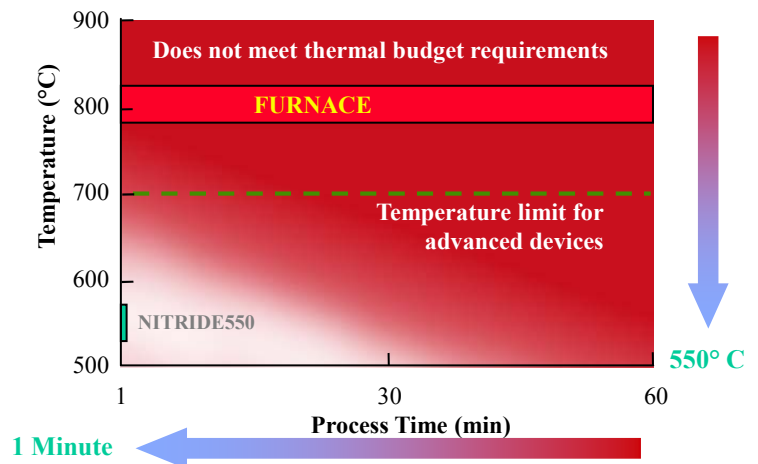 900
Does not meet thermal budget requirements
FURNACE
800
Temperature (°C)
700
Temperature limit for
advanced devices
600
NITRIDE550
500
550° C
1
30
60
Process Time (min)
1 Minute